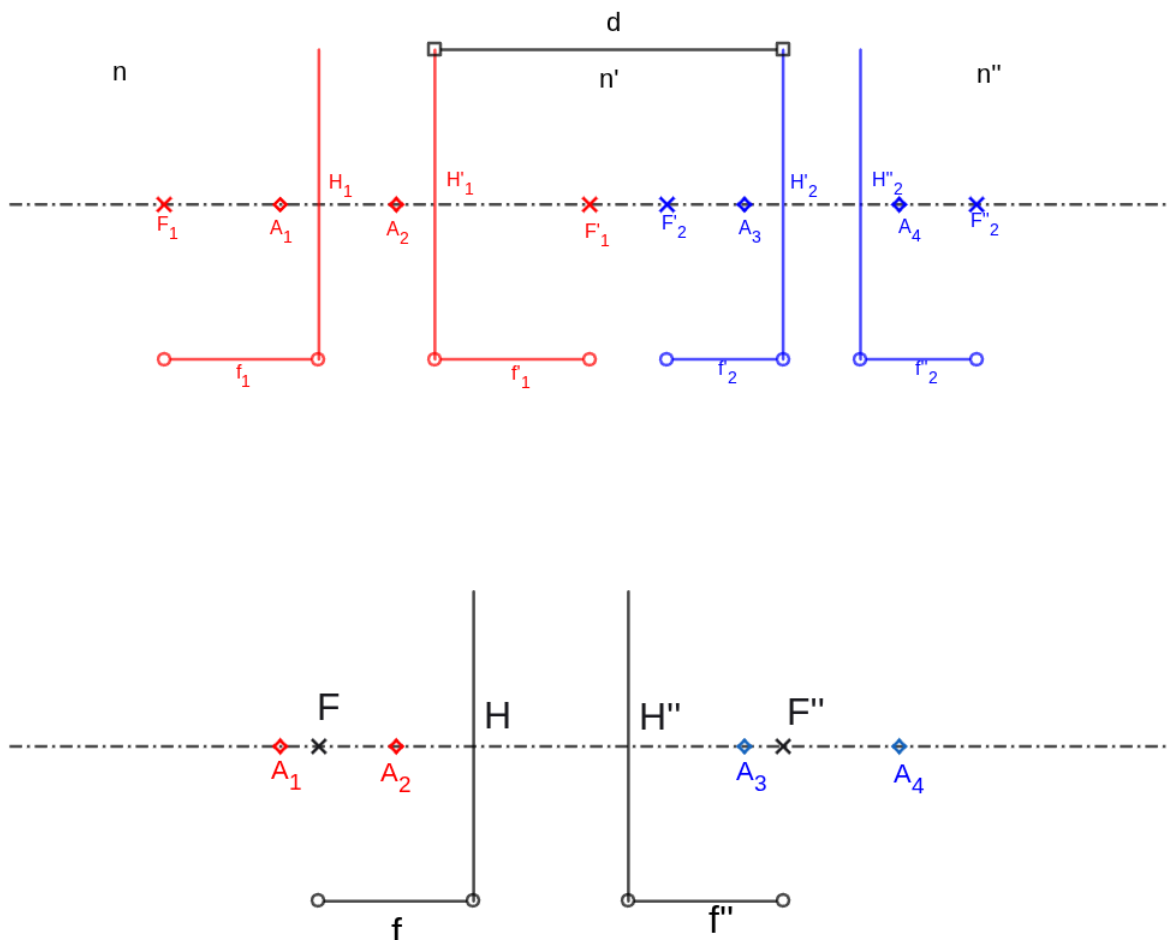 d
n
n'
n''
H₁
H'₁
H'₂
H''₂
F₁
A₁
A₂
F'₁
F'₂
A₃
A₄
F''₂
f₁
f'₁
f'₂
f''₂
F
H
H''
F''
A₁
A₂
A₃
A₄
f
f''